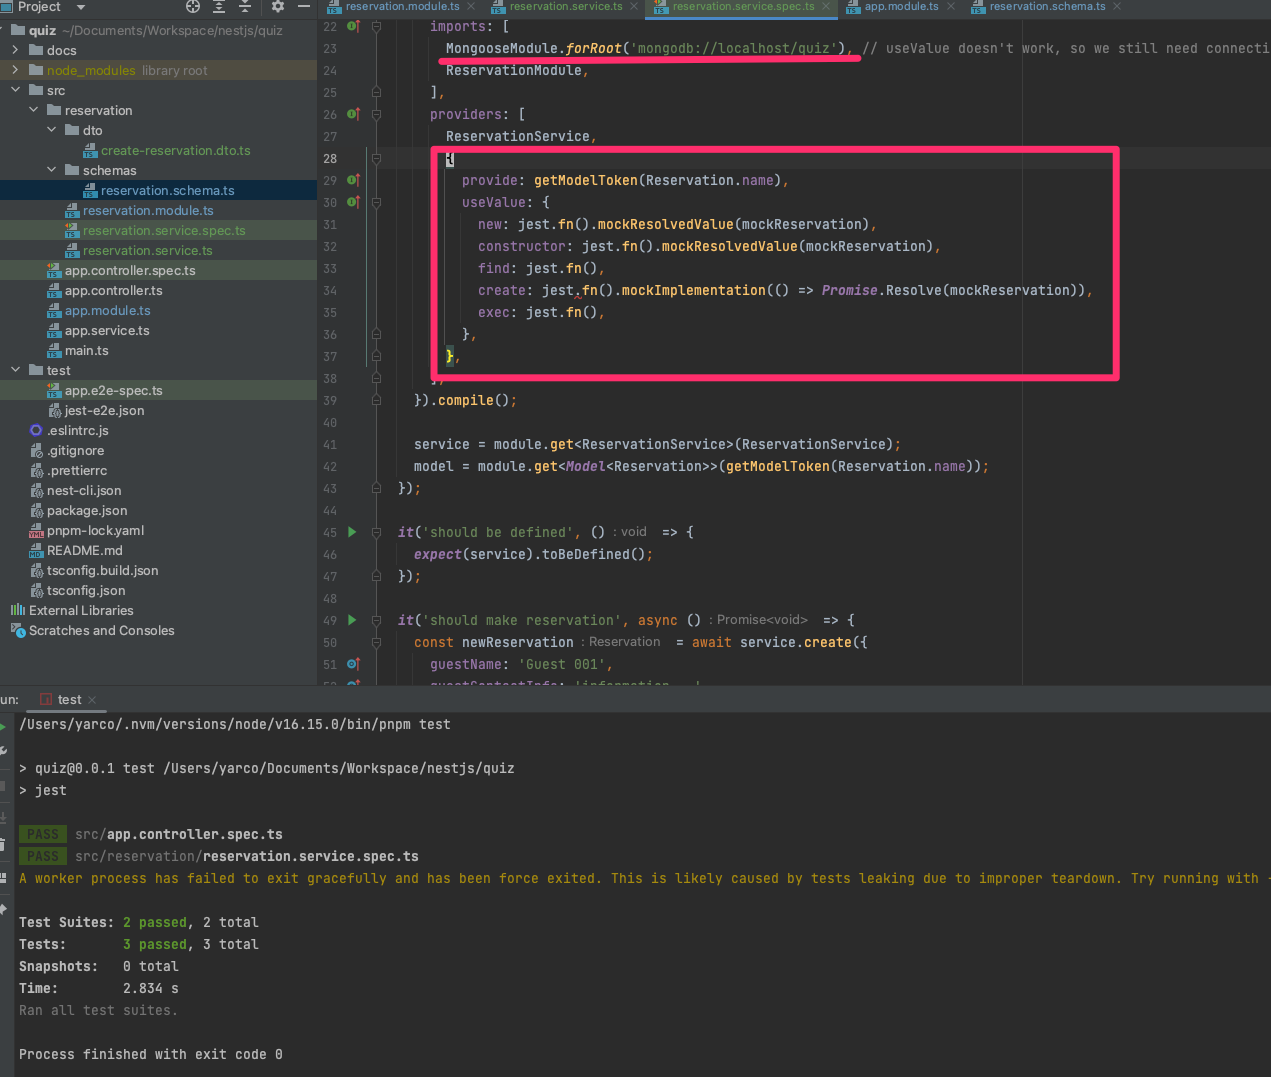 Project
quiz ~/Documents/Workspace/nestjs/quiz
docs
node_modules library root
src
reservation
dto
create-reservation.dto.ts
schemas
reservation.schema.ts
reservation.module.ts
reservation.service.spec.ts
reservation.service.ts
app.controller.spec.ts
app.controller.ts
app.module.ts
app.service.ts
main.ts
test
app.e2e-spec.ts
jest-e2e.json
.eslintrc.js
.gitignore
.prettierrc
nest-cli.json
package.json
pnpm-lock.yaml
README.md
tsconfig.build.json
tsconfig.json
External Libraries
Scratches and Consoles
reservation.module.ts reservation.service.ts reservation.service.spec.ts app.module.ts reservation.schema.ts
22 imports: [
23 MongooseModule.forRoot('mongodb://localhost/quiz'), // useValue doesn't work, so we still need connecti
24 ReservationModule,
25 ],
26 providers: [
27 ReservationService,
28 {
29 provide: getModelToken(Reservation.name),
30 useValue: {
31 new: jest.fn().mockResolvedValue(mockReservation),
32 constructor: jest.fn().mockResolvedValue(mockReservation),
33 find: jest.fn(),
34 create: jest.fn().mockImplementation(() => Promise.Resolve(mockReservation)),
35 exec: jest.fn(),
36 },
37 },
38 ],
39 }).compile();
40
41 service = module.get<ReservationService>(ReservationService);
42 model = module.get<Model<Reservation>>(getModelToken(Reservation.name));
43 });
44
45 it('should be defined', () : void => {
46 expect(service).toBeDefined();
47 });
48
49 it('should make reservation', async () : Promise<void> => {
50 const newReservation : Reservation = await service.create({
51 guestName: 'Guest 001',
un: test
/Users/yarco/.nvm/versions/node/v16.15.0/bin/pnpm test
> quiz@0.0.1 test /Users/yarco/Documents/Workspace/nestjs/quiz
> jest
PASS src/app.controller.spec.ts
PASS src/reservation/reservation.service.spec.ts
A worker process has failed to exit gracefully and has been force exited. This is likely caused by tests leaking due to improper teardown. Try running with -
Test Suites: 2 passed, 2 total
Tests: 3 passed, 3 total
Snapshots: 0 total
Time: 2.834 s
Ran all test suites.
Process finished with exit code 0